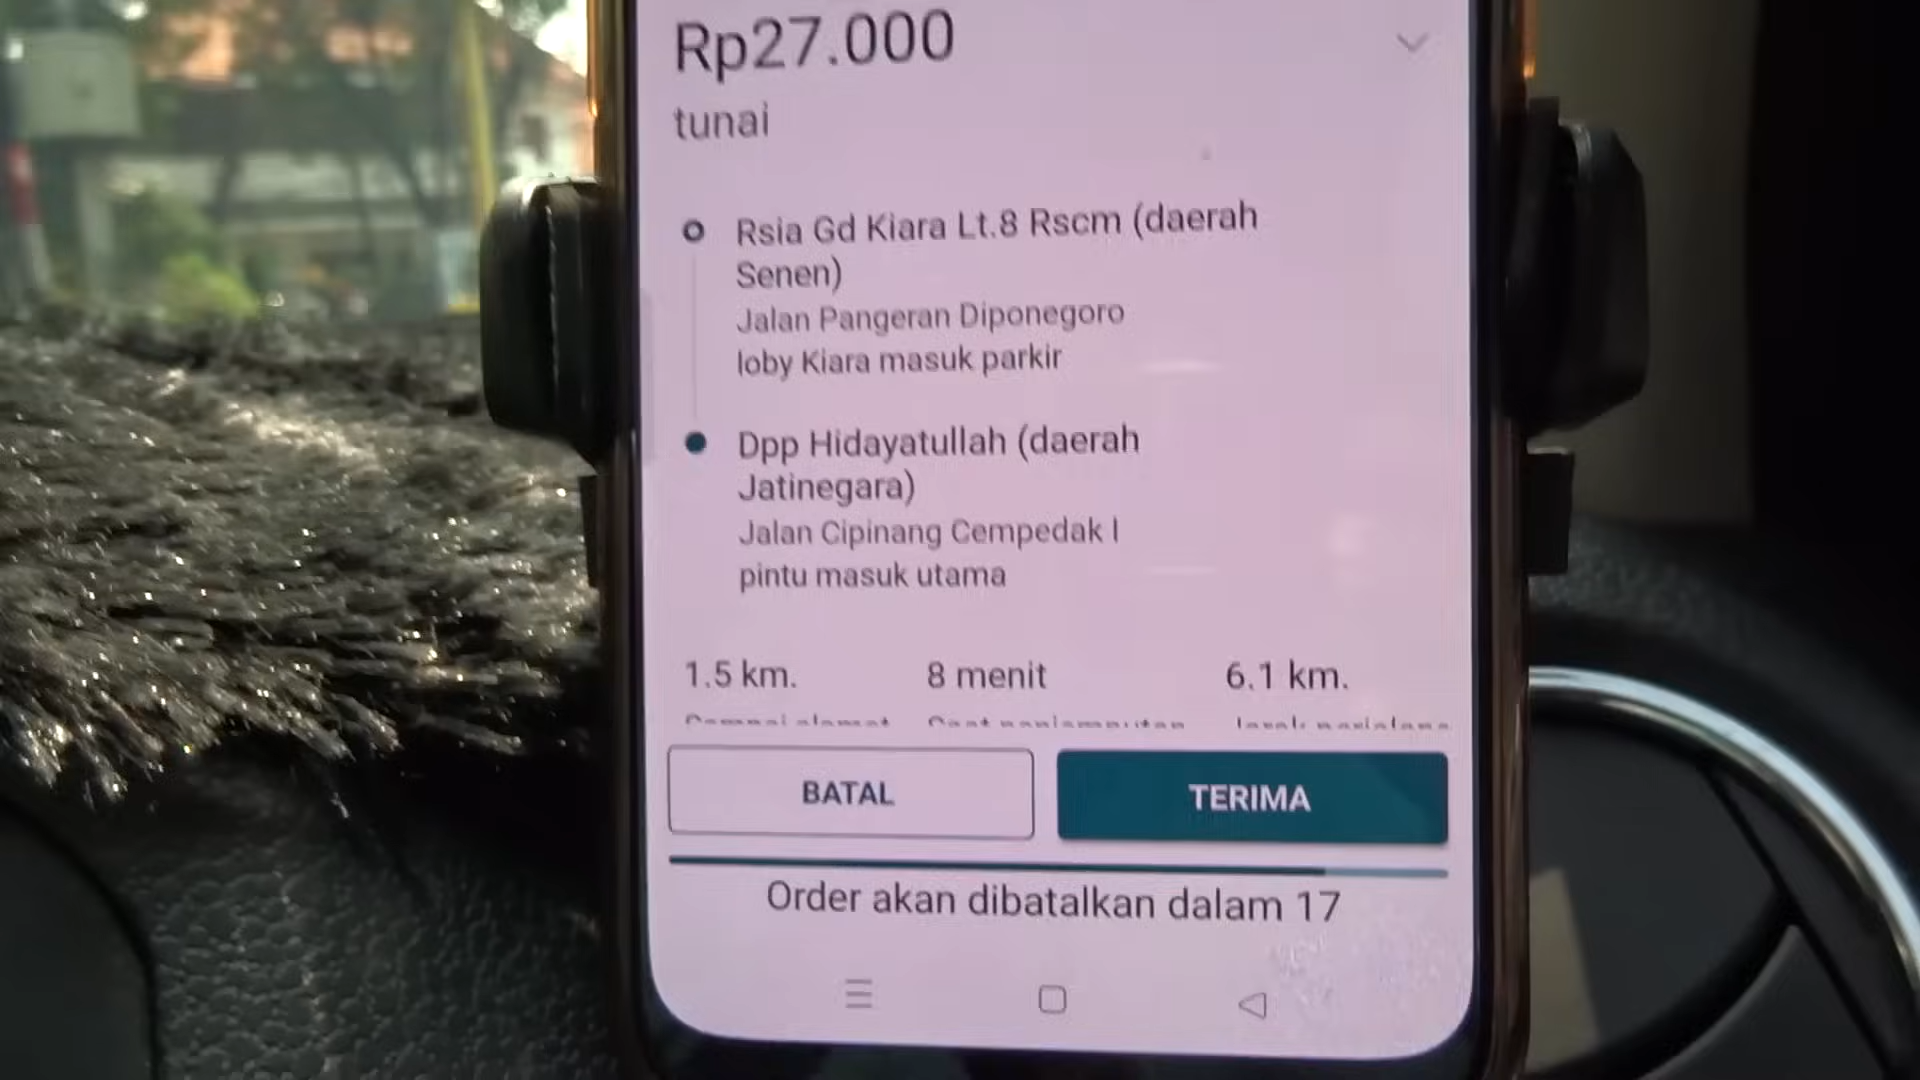 Rp27.000
tunai
Rsia Gd Kiara Lt.8 Rscm (daerah
Senen)
Jalan Pangeran Diponegoro
loby Kiara masuk parkir
Dpp Hidayatullah (daerah
Jatinegara)
Jalan Cipinang Cempedak I
pintu masuk utama
1.5 km. 8 menit 6.1 km.
BATAL TERIMA
Order akan dibatalkan dalam 17